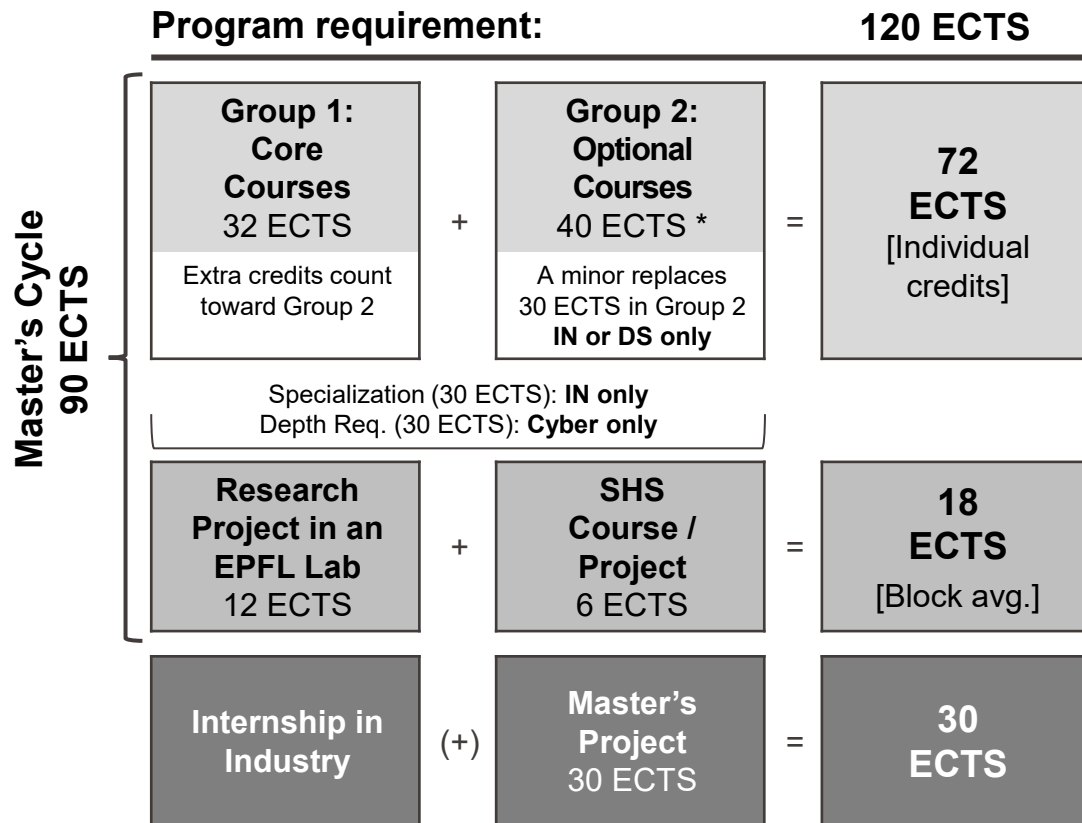 Program requirement: 120 ECTS
Master's Cycle
90 ECTS
Group 1:
Core
Courses
32 ECTS
Extra credits count
toward Group 2
+
Group 2:
Optional
Courses
40 ECTS *
A minor replaces
30 ECTS in Group 2
IN or DS only
=
72
ECTS
[Individual
credits]
Specialization (30 ECTS): IN only
Depth Req. (30 ECTS): Cyber only
Research
Project in an
EPFL Lab
12 ECTS
+
SHS
Course /
Project
6 ECTS
=
18
ECTS
[Block avg.]
Internship in
Industry
(+)
Master’s
Project
30 ECTS
=
30
ECTS